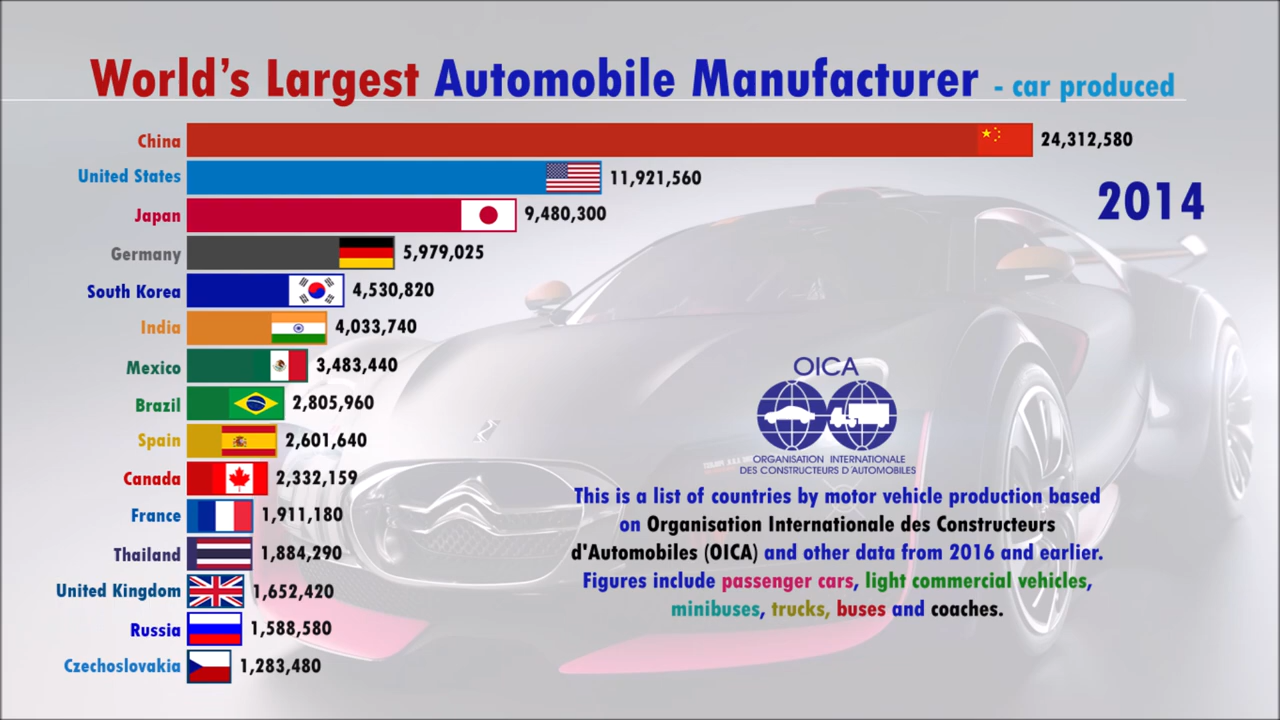 World's Largest Automobile Manufacturer - car produced
China 24,312,580
United States 11,921,560
2014
Japan 9,480,300
Germany 5,979,025
South Korea 4,530,820
India 4,033,740
Mexico 3,483,440
Brazil 2,805,960
Spain 2,601,640
Canada 2,332,159
France 1,911,180
Thailand 1,884,290
United Kingdom 1,652,420
Russia 1,588,580
Czechoslovakia 1,283,480
OICA
ORGANISATION INTERNATIONALE
DES CONSTRUCTEURS D'AUTOMOBILES
This is a list of countries by motor vehicle production based
on Organisation Internationale des Constructeurs
d'Automobiles (OICA) and other data from 2016 and earlier.
Figures include passenger cars, light commercial vehicles,
minibuses, trucks, buses and coaches.